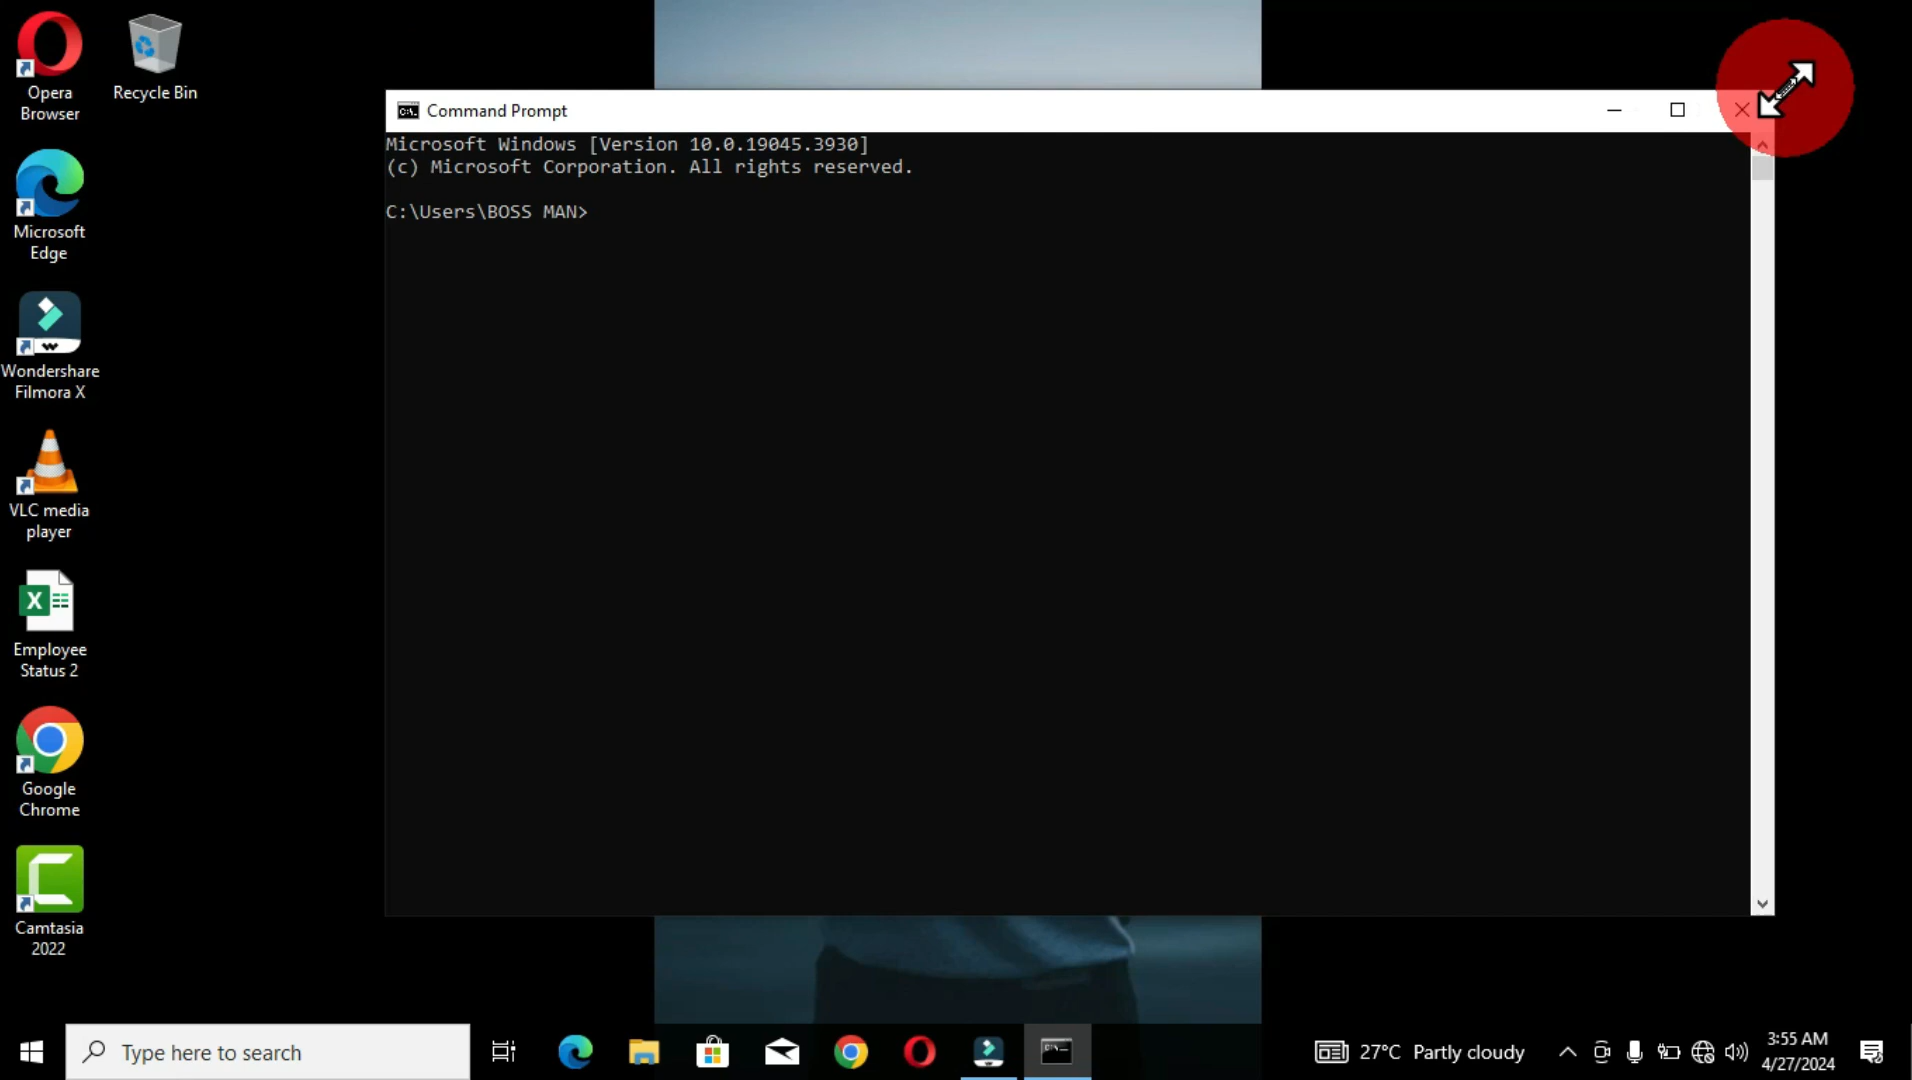 Opera
Browser
Recycle Bin
Microsoft
Edge
Wondershare
Filmora X
VLC media
player
Employee
Status 2
Google
Chrome
Camtasia
2022
Command Prompt
Microsoft Windows [Version 10.0.19045.3930]
(c) Microsoft Corporation. All rights reserved.
C:\Users\BOSS MAN>
Type here to search
27°C Partly cloudy
3:55 AM
4/27/2024